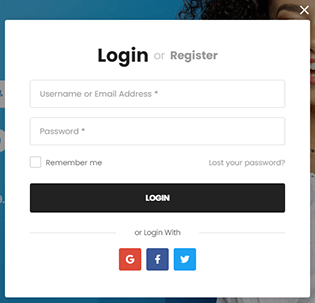 Login or Register
Username or Email Address *
Password *
Remember me
Lost your password?
LOGIN
or Login With
G f